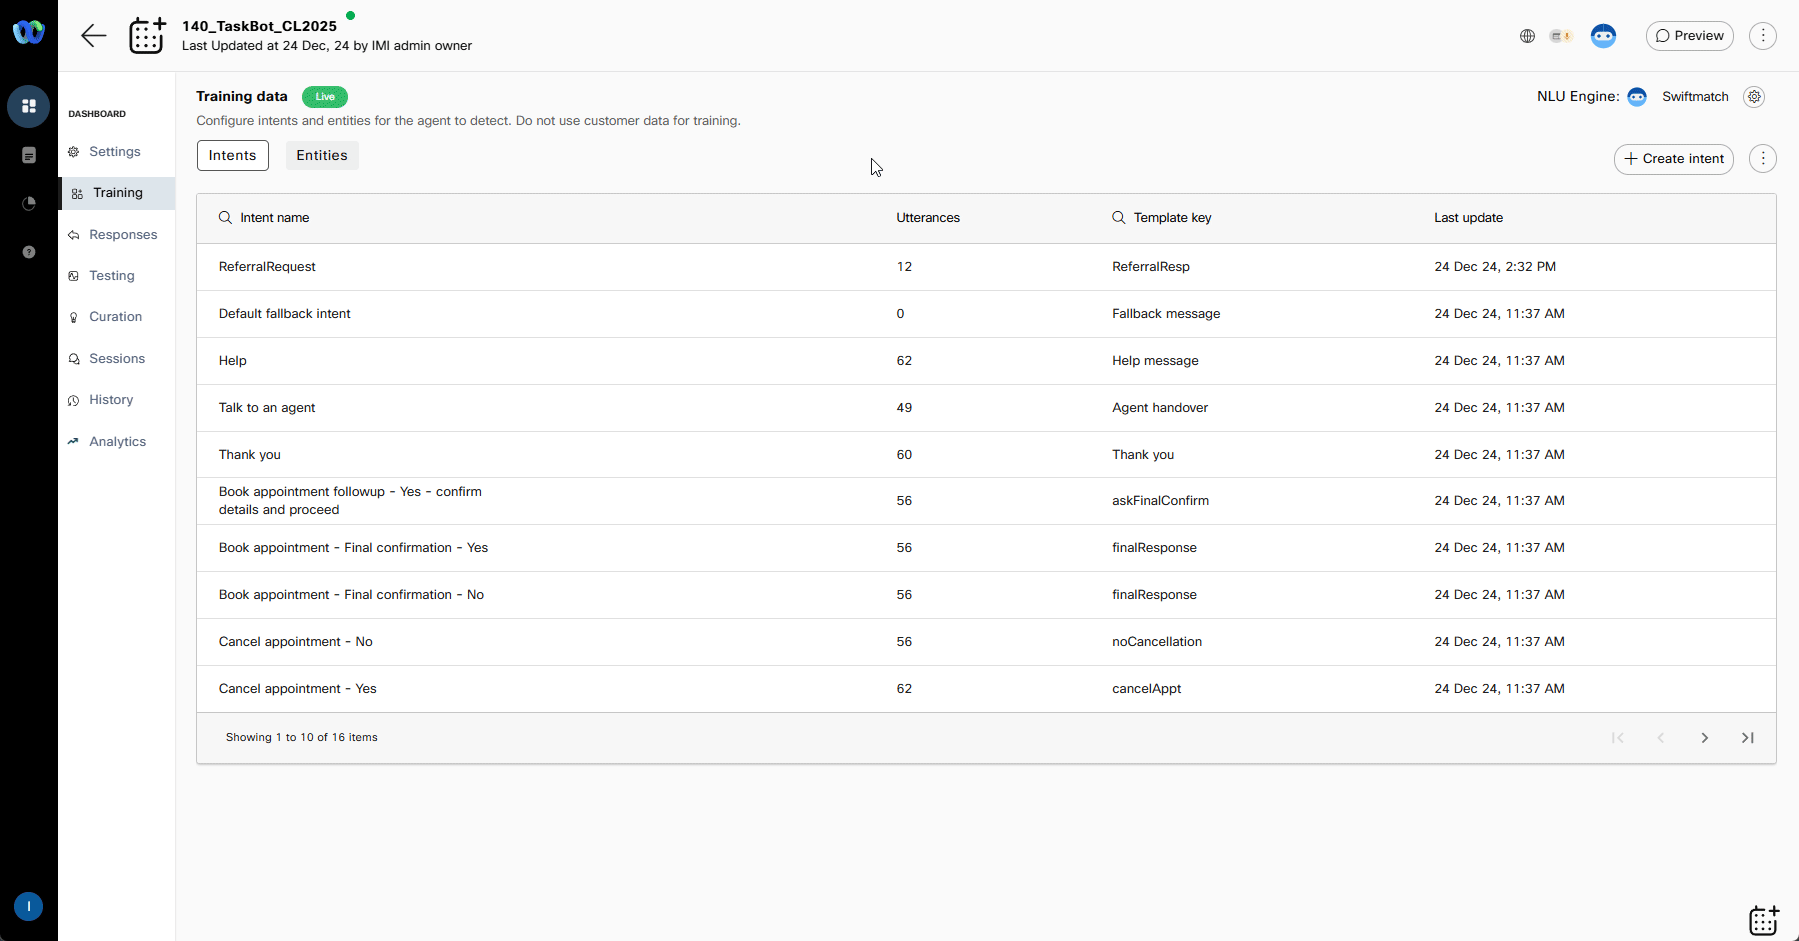 140_TaskBot_CL2025
Last Updated at 24 Dec, 24 by IMI admin owner
Preview
DASHBOARD
Settings
Training
Responses
Testing
Curation
Sessions
History
Analytics
Training data
Live
Configure intents and entities for the agent to detect. Do not use customer data for training.
NLU Engine: Swiftmatch
Intents
Entities
+ Create intent
Intent name Utterances Template key Last update
ReferralRequest 12 ReferralResp 24 Dec 24, 2:32 PM
Default fallback intent 0 Fallback message 24 Dec 24, 11:37 AM
Help 62 Help message 24 Dec 24, 11:37 AM
Talk to an agent 49 Agent handover 24 Dec 24, 11:37 AM
Thank you 60 Thank you 24 Dec 24, 11:37 AM
Book appointment followup - Yes - confirm
details and proceed 56 askFinalConfirm 24 Dec 24, 11:37 AM
Book appointment - Final confirmation - Yes 56 finalResponse 24 Dec 24, 11:37 AM
Book appointment - Final confirmation - No 56 finalResponse 24 Dec 24, 11:37 AM
Cancel appointment - No 56 noCancellation 24 Dec 24, 11:37 AM
Cancel appointment - Yes 62 cancelAppt 24 Dec 24, 11:37 AM
Showing 1 to 10 of 16 items
I